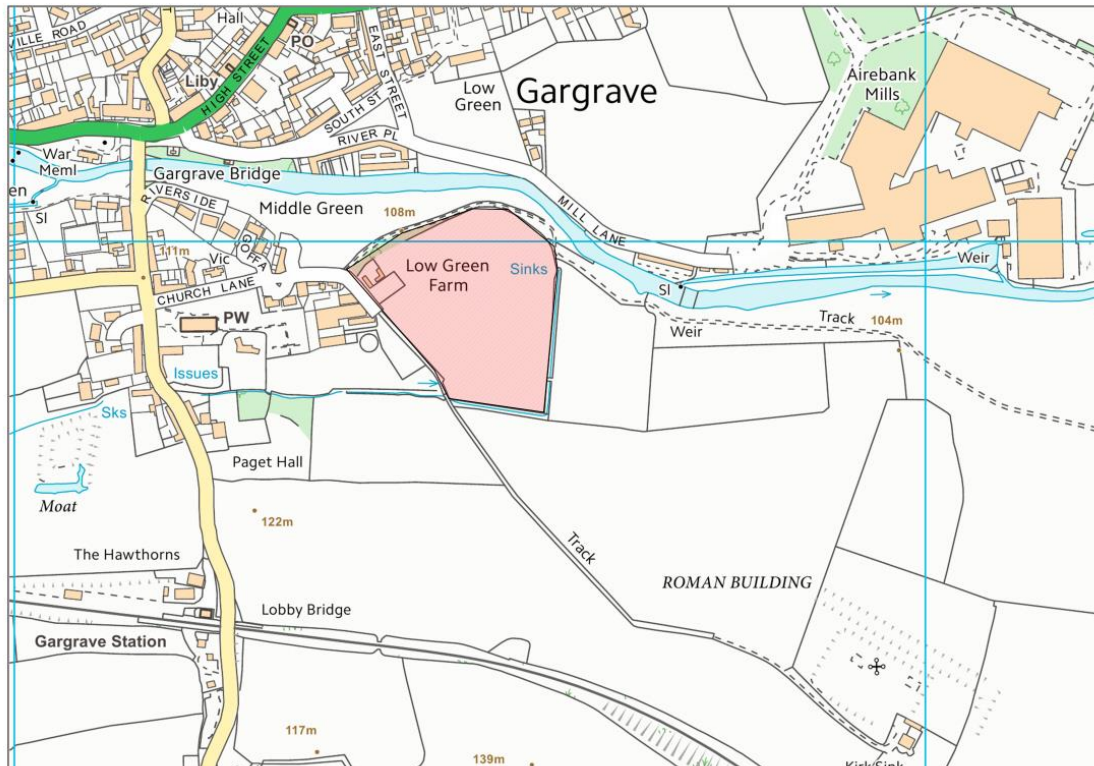 VILLE ROAD
Hall
PO
Liby
HIGH STREET
EAST STREET
SOUTH ST
RIVER PL
Low
Green
Gargrave
Airebank
Mills
War
Meml
en
SI
Gargrave Bridge
RIVERSIDE
Middle Green
108m
MILL LANE
GOFFA
111m
Vic
CHURCH LANE
PW
Low Green
Farm
Sinks
SI
Weir
Weir
Track
104m
Issues
Sks
Paget Hall
Moat
122m
The Hawthorns
Track
ROMAN BUILDING
Lobby Bridge
Gargrave Station
117m
139m
Kirk Sink